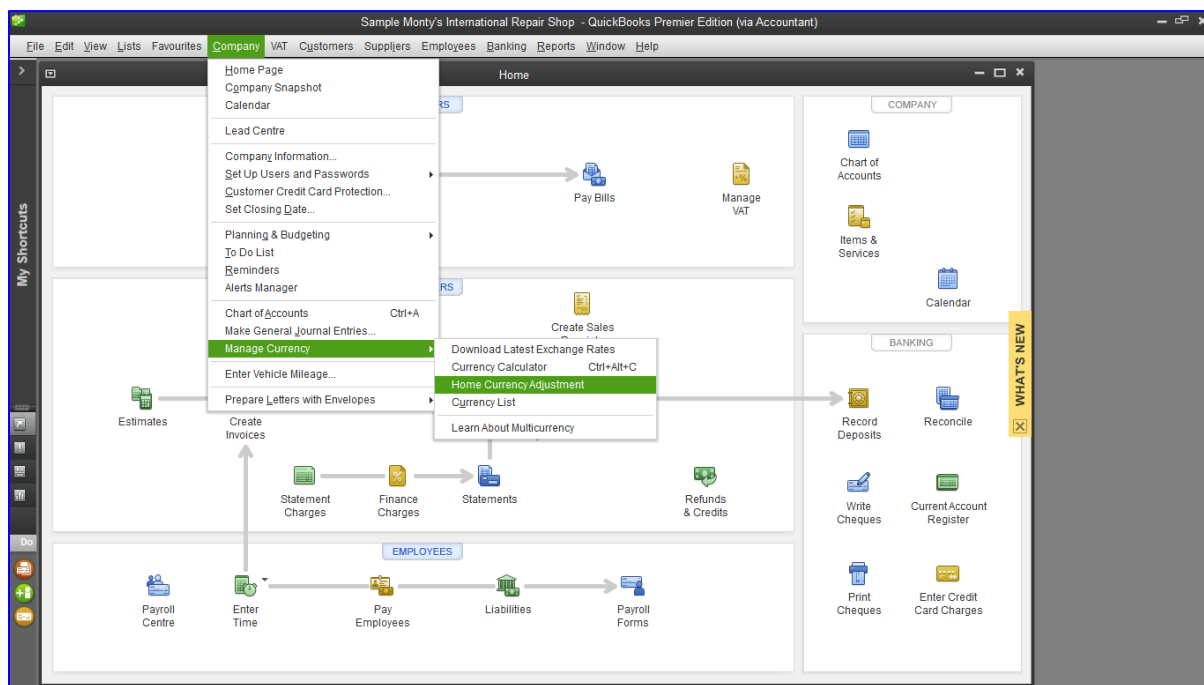 Sample Monty's International Repair Shop - QuickBooks Premier Edition (via Accountant)
File Edit View Lists Favourites Company VAT Customers Suppliers Employees Banking Reports Window Help
Home
My Shortcuts
Do
Home Page
Company Snapshot
Calendar
Lead Centre
Company Information...
Set Up Users and Passwords
Customer Credit Card Protection...
Set Closing Date...
Planning & Budgeting
To Do List
Reminders
Alerts Manager
Chart of Accounts Ctrl+A
Make General Journal Entries...
Manage Currency
Enter Vehicle Mileage...
Prepare Letters with Envelopes
Download Latest Exchange Rates
Currency Calculator Ctrl+Alt+C
Home Currency Adjustment
Currency List
Learn About Multicurrency
RS
Pay Bills
Manage
VAT
RS
Create Sales
Estimates
Create
Invoices
Statement
Charges
Finance
Charges
Statements
Refunds
& Credits
EMPLOYEES
Payroll
Centre
Enter
Time
Pay
Employees
Liabilities
Payroll
Forms
COMPANY
Chart of
Accounts
Items &
Services
Calendar
WHAT'S NEW
BANKING
Record
Deposits
Reconcile
Write
Cheques
Current Account
Register
Print
Cheques
Enter Credit
Card Charges